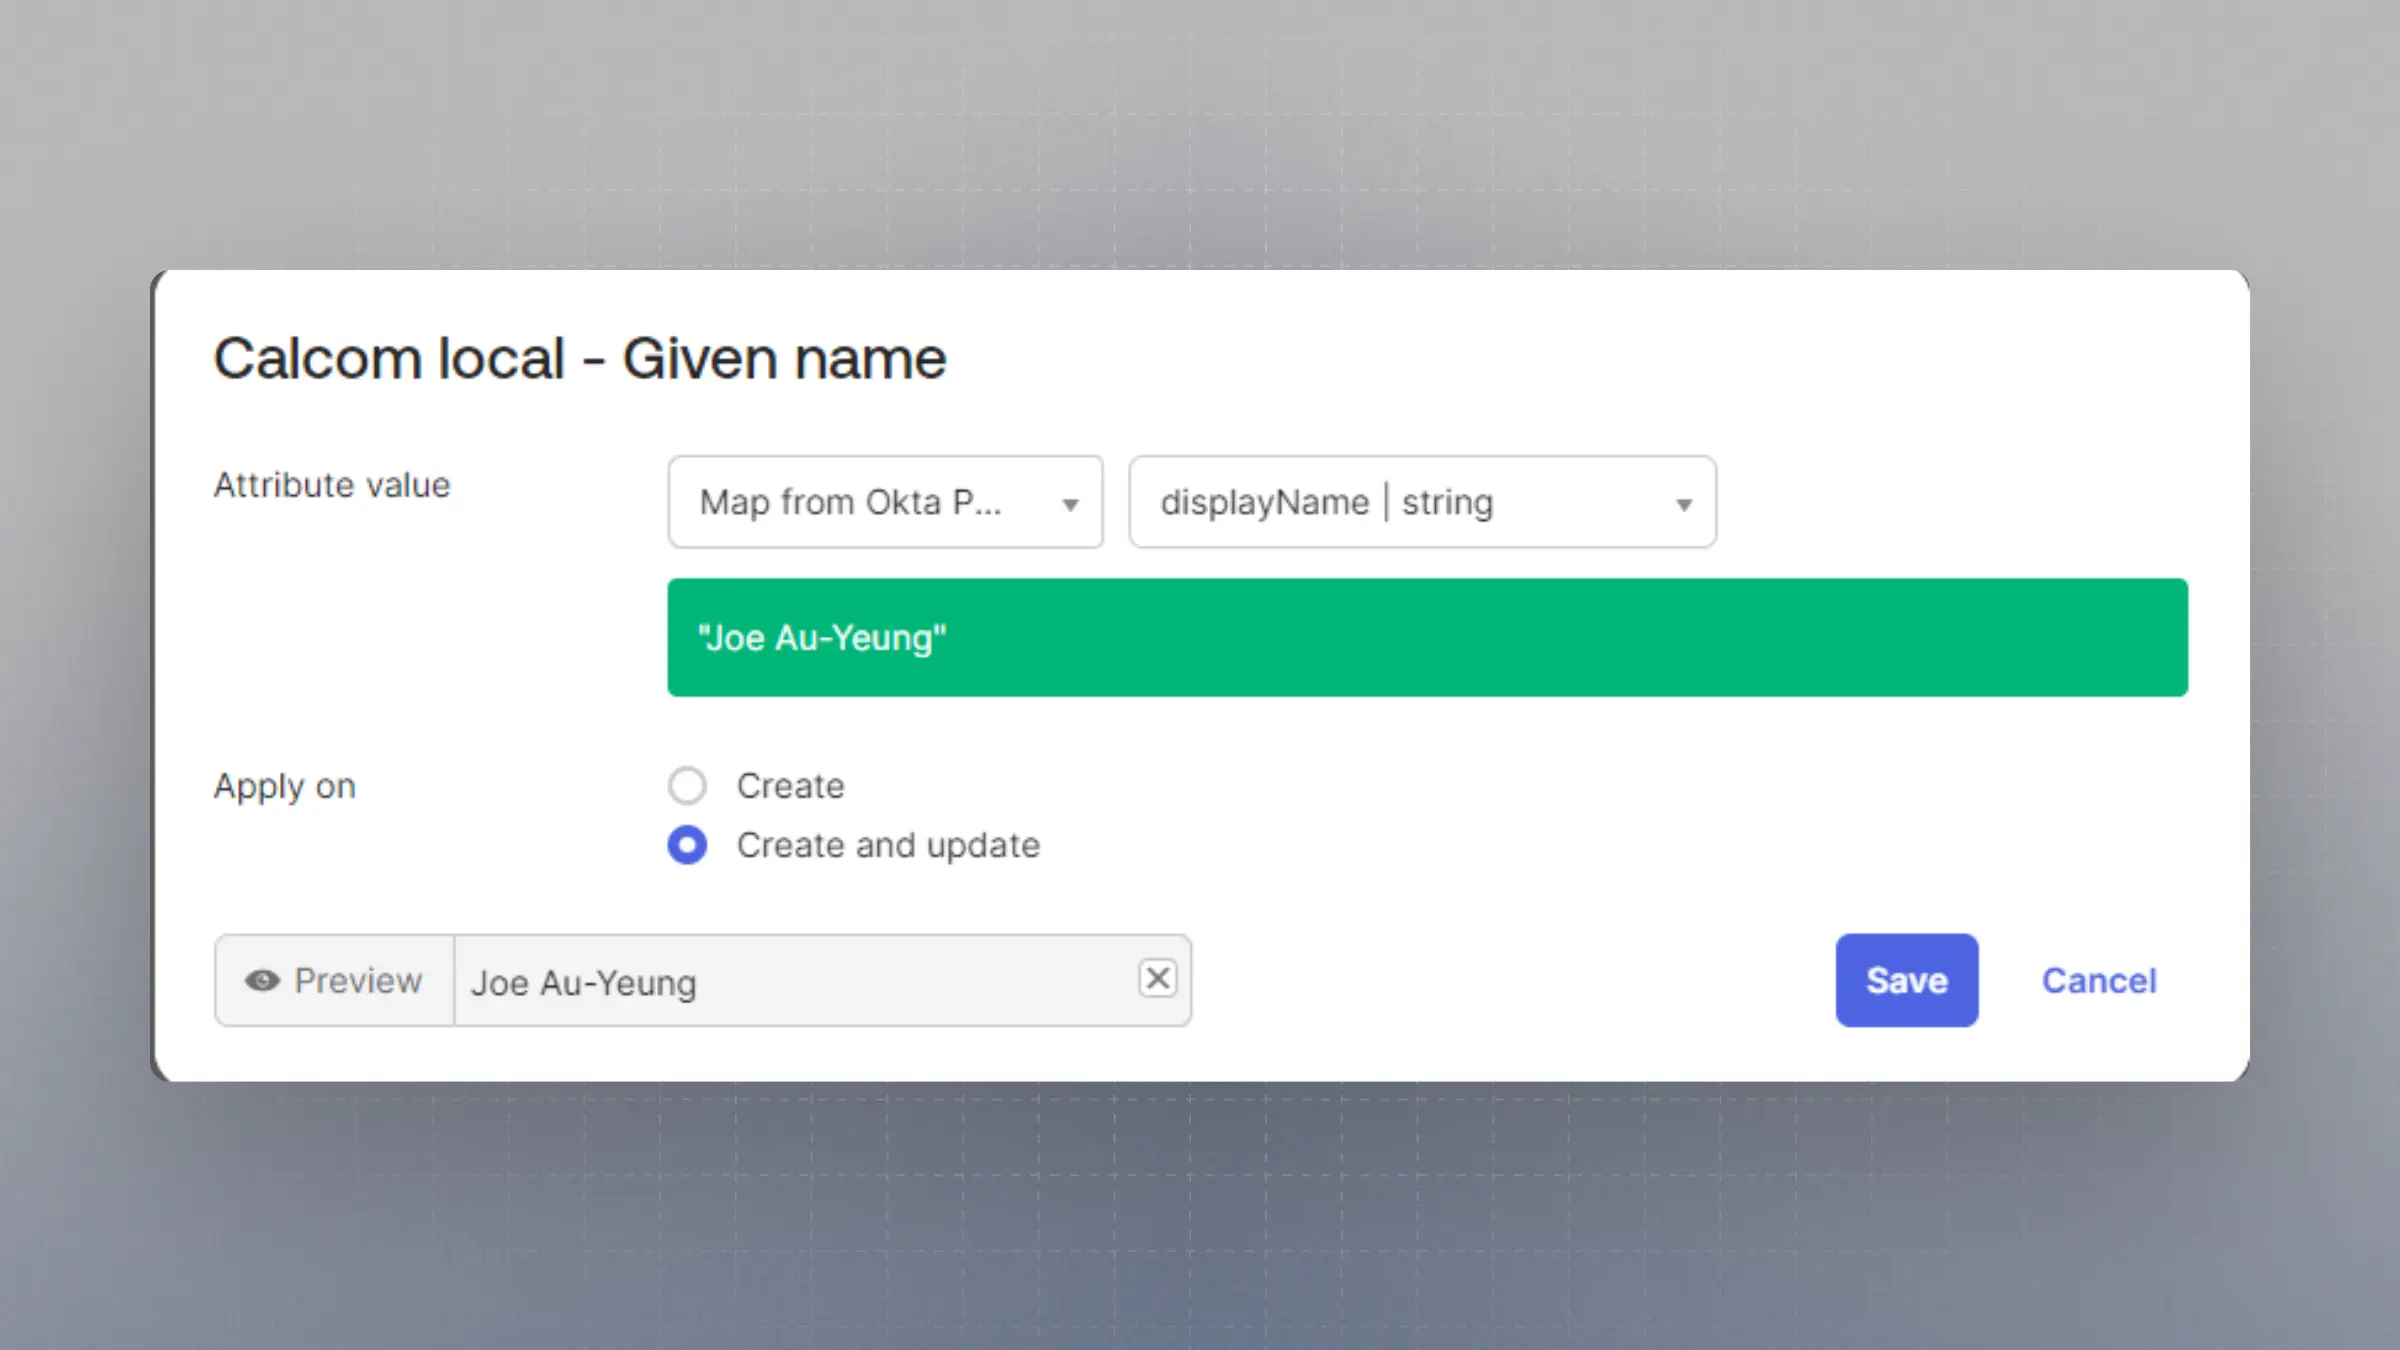 Calcom local - Given name
Attribute value
Map from Okta P...
displayName | string
"Joe Au-Yeung"
Apply on
Create
Create and update
Preview
Joe Au-Yeung
Save
Cancel